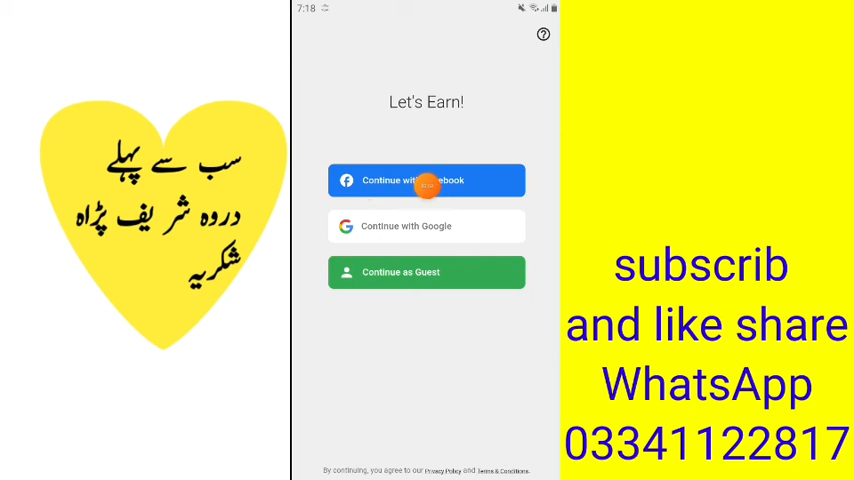 سب سے پہلے
دروہ شریف پڑاہ
شکریہ
7:18
Let's Earn!
Continue with Facebook
Continue with Google
Continue as Guest
By continuing, you agree to our Privacy Policy and Terms & Conditions.
subscrib
and like share
WhatsApp
03341122817